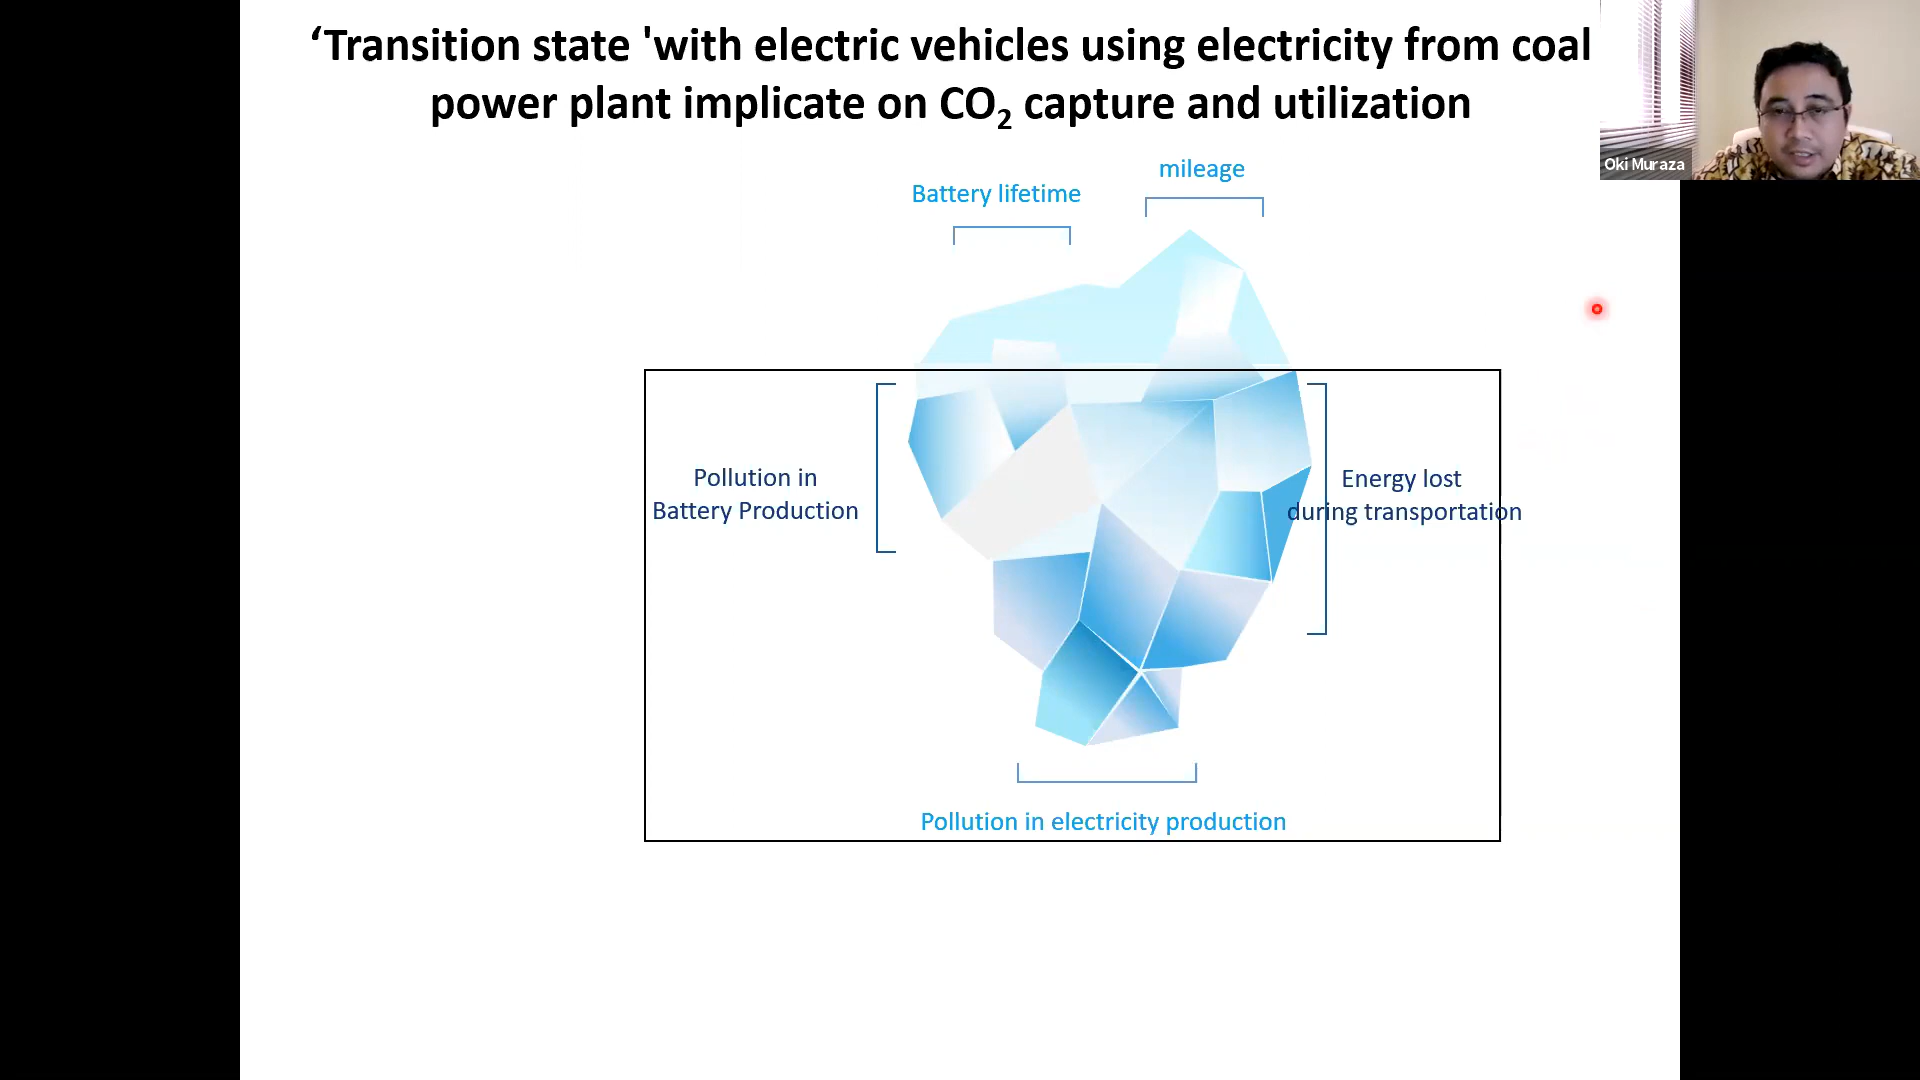 ‘Transition state 'with electric vehicles using electricity from coal
power plant implicate on CO₂ capture and utilization
Oki Muraza
mileage
Battery lifetime
Pollution in
Battery Production
Energy lost
during transportation
Pollution in electricity production